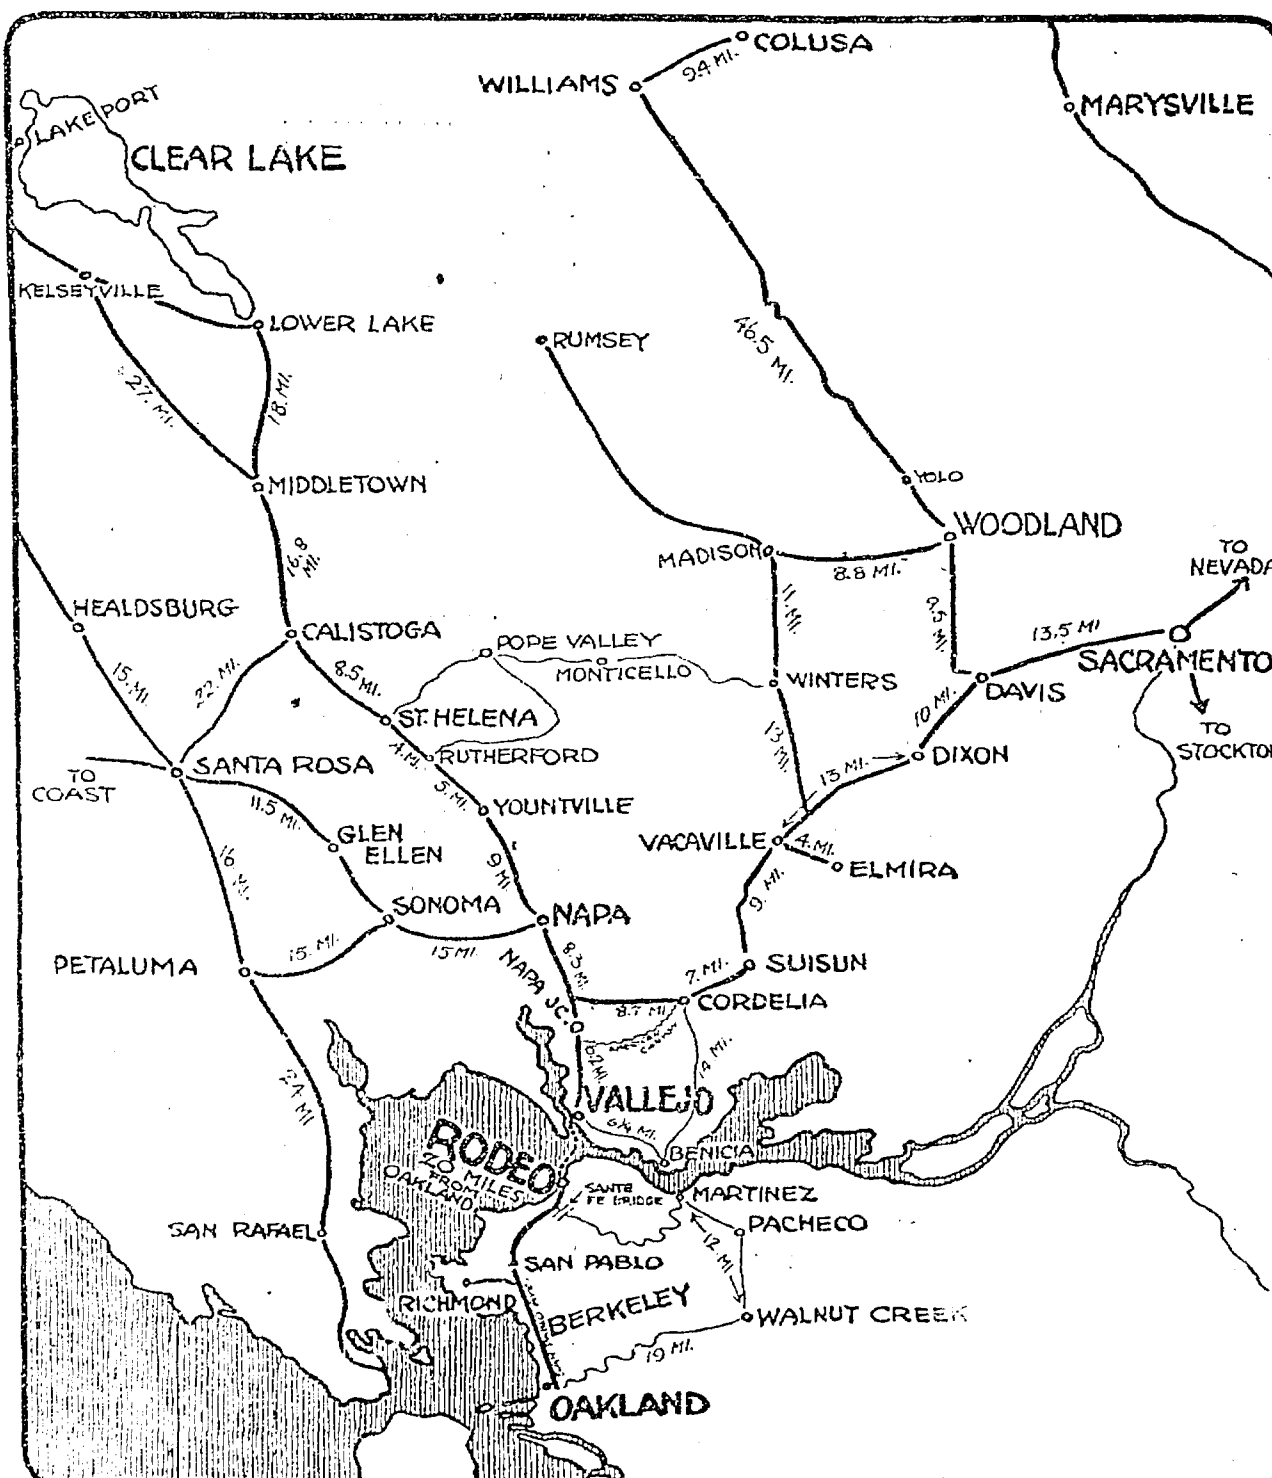 COLUSA
9.4 MI.
WILLIAMS
MARYSVILLE
LAKEPORT
CLEAR LAKE
KELSEYVILLE
LOWER LAKE
RUMSEY
46.5 MI.
27. MI.
18. MI.
YOLO
MIDDLETOWN
WOODLAND
MADISON
8.8 MI.
16.8
MI.
TO
NEVADA
HEALDSBURG
11. MI.
9.5 MI.
13.5 MI
CALISTOGA
POPE VALLEY
MONTICELLO
SACRAMENTO
15. MI.
22. MI.
8.5 MI.
WINTERS
DAVIS
10 MI.
ST. HELENA
TO
STOCKTON
4. MI.
RUTHERFORD
13 MI.
13 MI.
DIXON
SANTA ROSA
TO
COAST
5. MI.
YOUNTVILLE
11.5 MI.
GLEN
ELLEN
VACAVILLE
4. MI.
ELMIRA
16 MI.
9 MI.
9. MI.
SONOMA
NAPA
15. MI.
15 MI.
8.3 MI.
PETALUMA
NAPA JC.
7. MI.
SUISUN
CORDELIA
8.7 MI
AMERICAN
CANYON
14 MI.
24 MI
VALLEJO
6¼ MI.
BENICIA
RODEO
20 MILES
FROM
OAKLAND
SANTE
FE BRIDGE
MARTINEZ
PACHECO
12 MI
SAN RAFAEL
SAN PABLO
RICHMOND
BERKELEY
WALNUT CREEK
19 MI.
OAKLAND